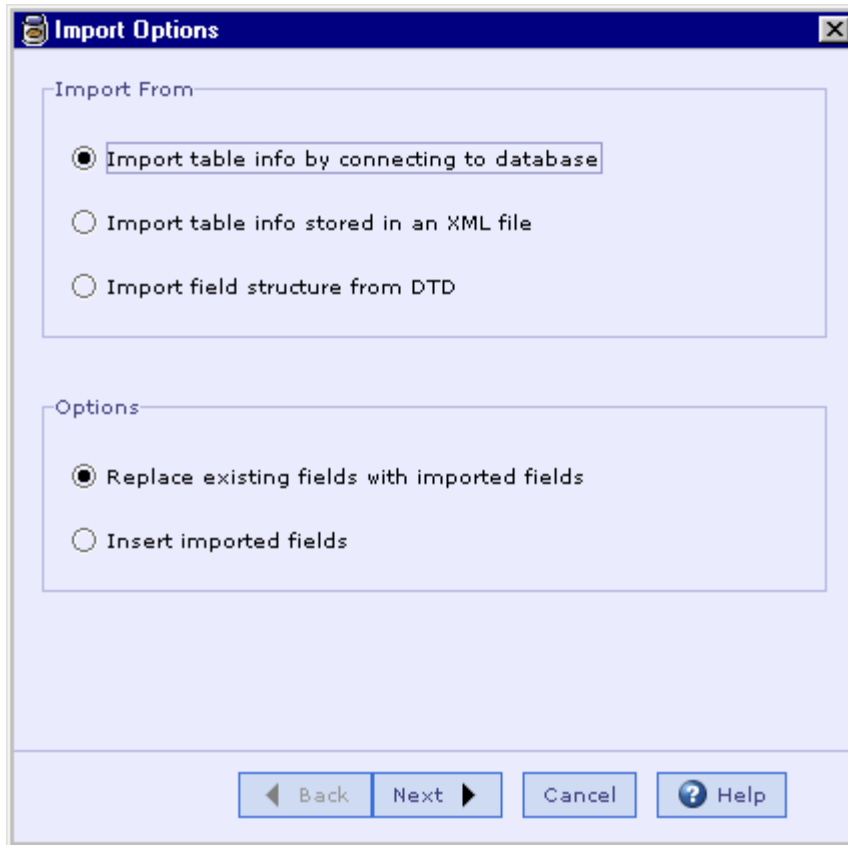 Import Options
Import From
Import table info by connecting to database
Import table info stored in an XML file
Import field structure from DTD
Options
Replace existing fields with imported fields
Insert imported fields
Back Next Cancel Help